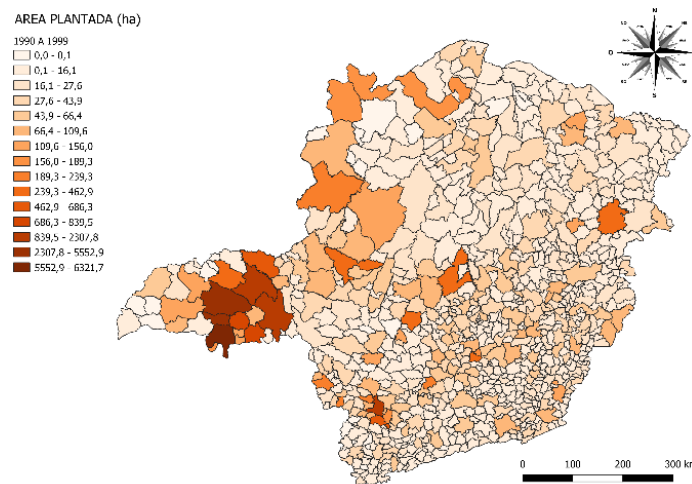 AREA PLANTADA (ha)
1990 A 1999
0,0 - 0,1
0,1 - 16,1
16,1 - 27,6
27,6 - 43,9
43,9 - 66,4
66,4 - 109,6
109,6 - 156,0
156,0 - 189,3
189,3 - 239,3
239,3 - 462,9
462,9 - 686,3
686,3 - 839,5
839,5 - 2307,8
2307,8 - 5552,9
5552,9 - 6321,7
N
O
E
S
0 100 200 300 km